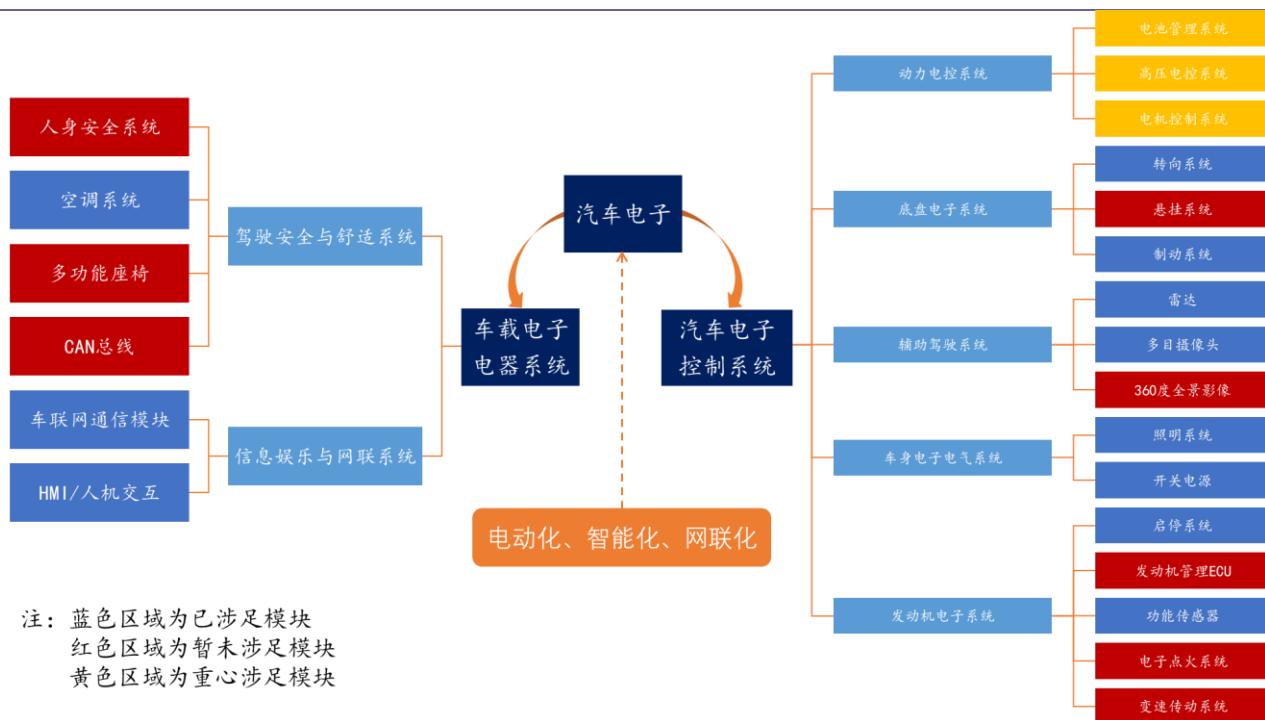 人身安全系统
空调系统
多功能座椅
CAN总线
车联网通信模块
HMI/人机交互
驾驶安全与舒适系统
信息娱乐与网联系统
汽车电子
车载电子
电器系统
汽车电子
控制系统
电动化、智能化、网联化
动力电控系统
底盘电子系统
辅助驾驶系统
车身电子电气系统
发动机电子系统
电池管理系统
高压电控系统
电机控制系统
转向系统
悬挂系统
制动系统
雷达
多目摄像头
360度全景影像
照明系统
开关电源
启停系统
发动机管理ECU
功能传感器
电子点火系统
变速传动系统
注：蓝色区域为已涉足模块
红色区域为暂未涉足模块
黄色区域为重心涉足模块